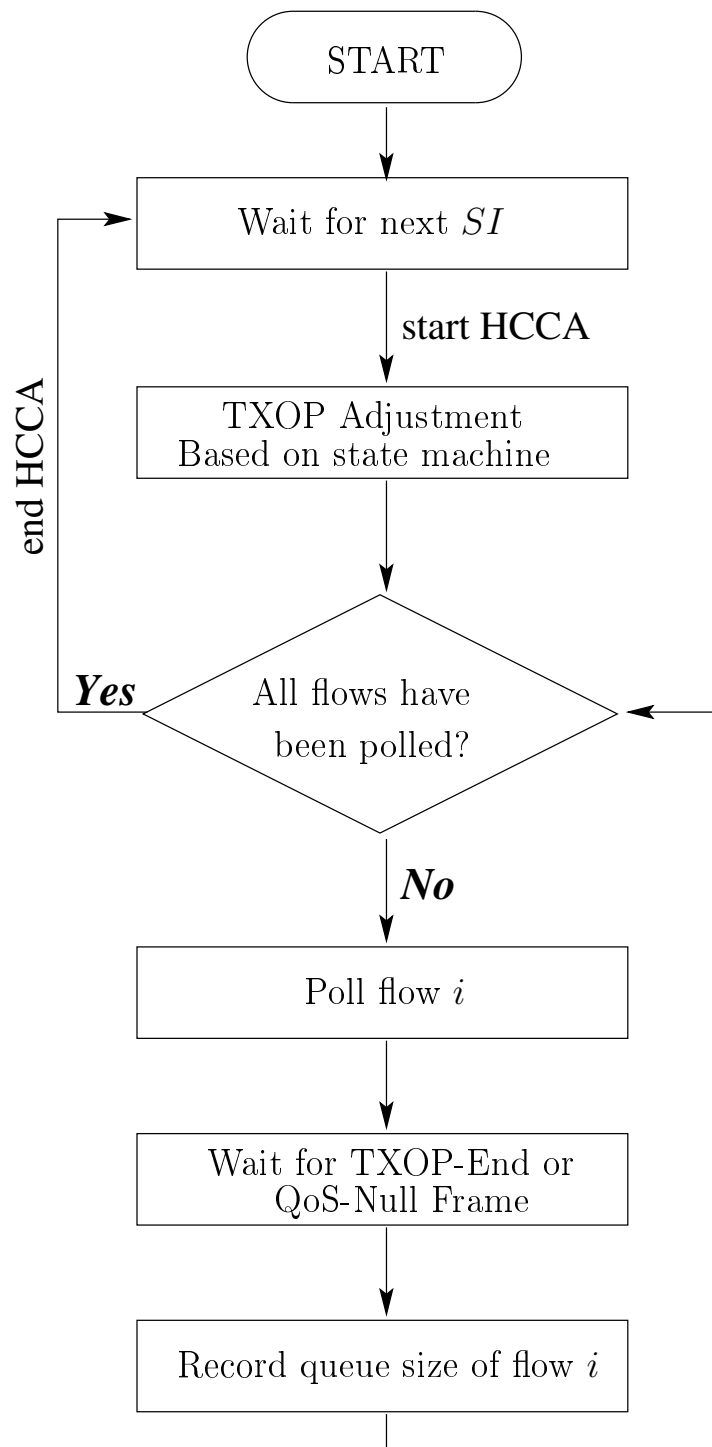 START
Wait for next SI
start HCCA
TXOP Adjustment
Based on state machine
end HCCA
Yes
All flows have
been polled?
No
Poll flow i
Wait for TXOP-End or
QoS-Null Frame
Record queue size of flow i